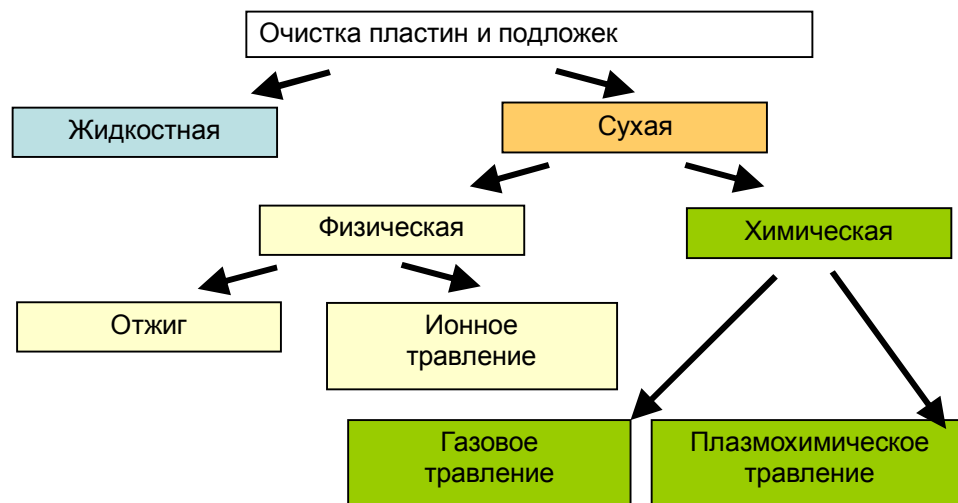 Очистка пластин и подложек
Жидкостная
Сухая
Физическая
Химическая
Отжиг
Ионное
травление
Газовое
травление
Плазмохимическое
травление